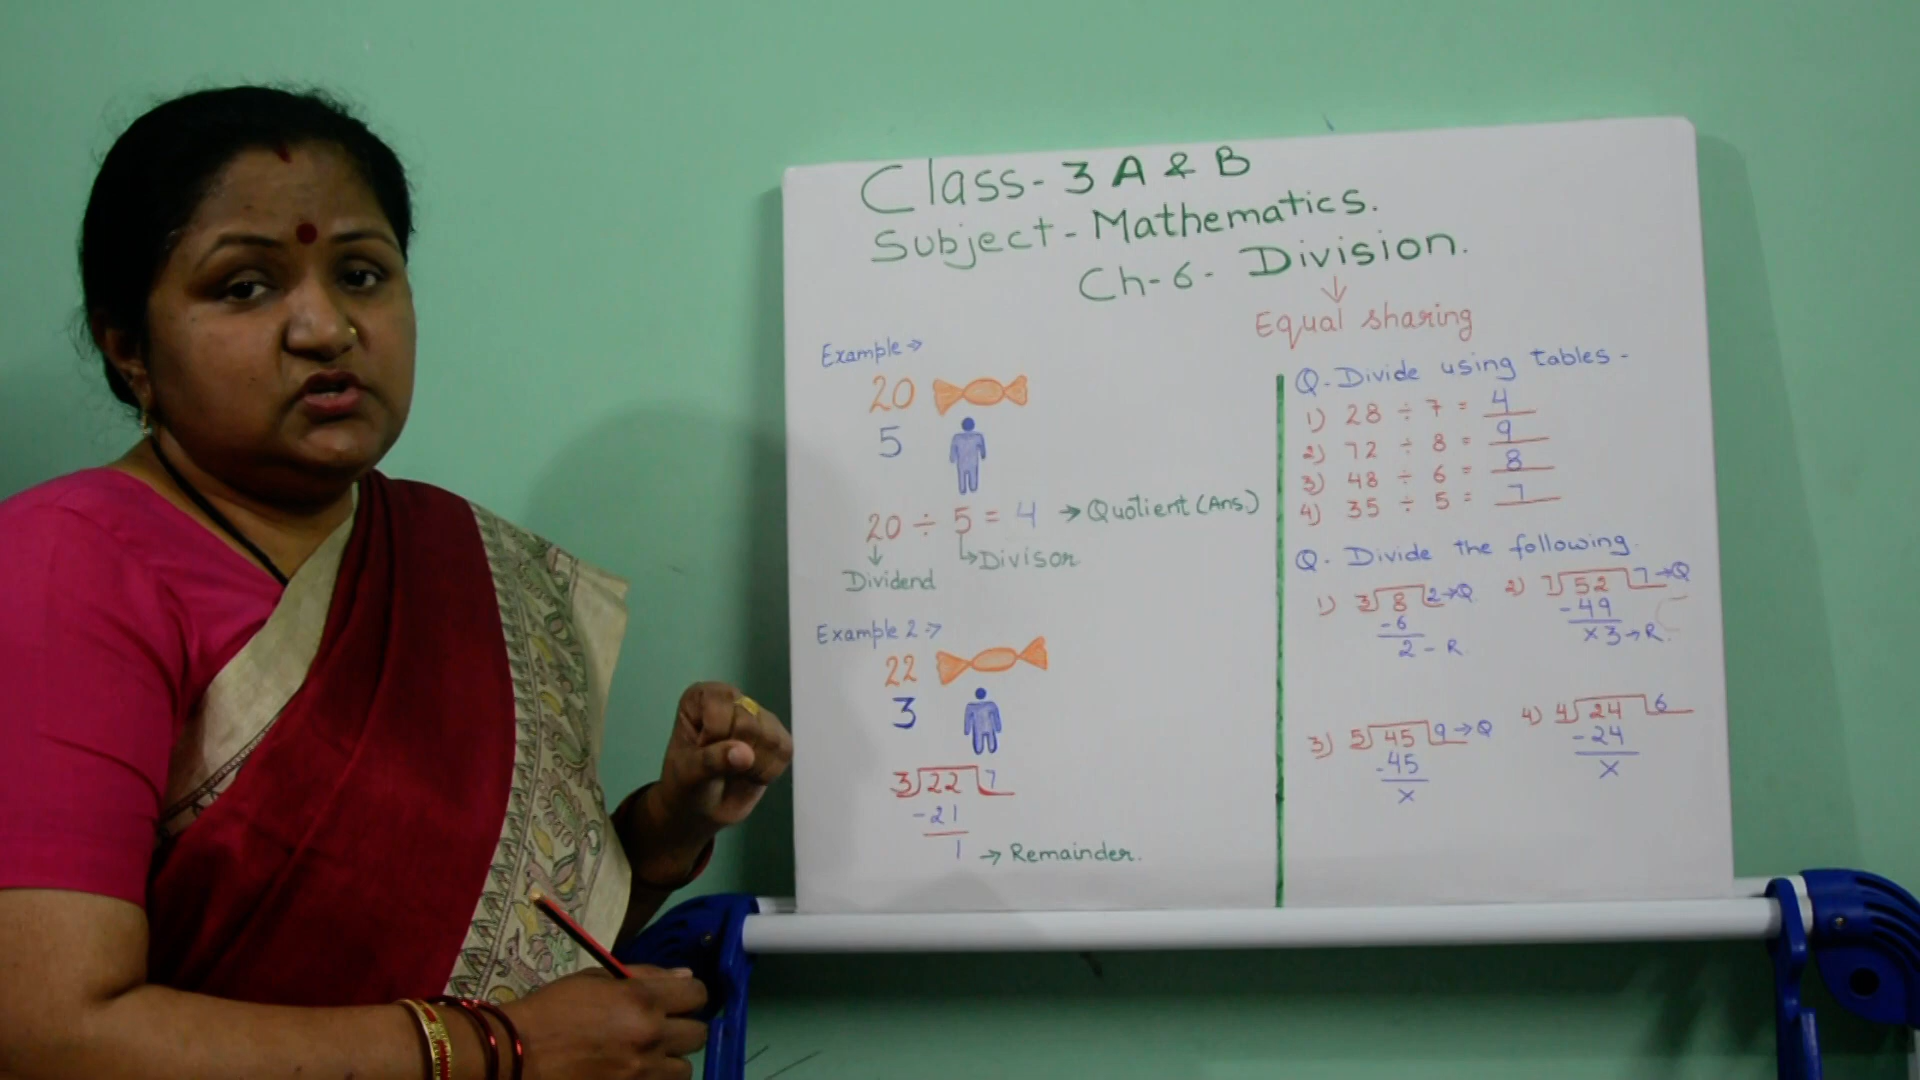 Class- 3 A & B
Subject - Mathematics.
Ch-6- Division.
↓
Equal sharing
Example →
20
5
20 ÷ 5 = 4 → Quotient (Ans.)
↓ ↳ Divisor
Dividend
Example 2 →
22
3
3) 22 ( 7
-21
1 → Remainder.
Q. Divide using tables -
1) 28 ÷ 7 = 4
2) 72 ÷ 8 = 9
3) 48 ÷ 6 = 8
4) 35 ÷ 5 = 7
Q. Divide the following.
1) 3) 8 ( 2→Q
-6
2 - R
2) 7) 52 ( 7→Q
-49
x 3→R.
3) 5) 45 ( 9→Q
-45
x
4) 4) 24 ( 6
-24
x